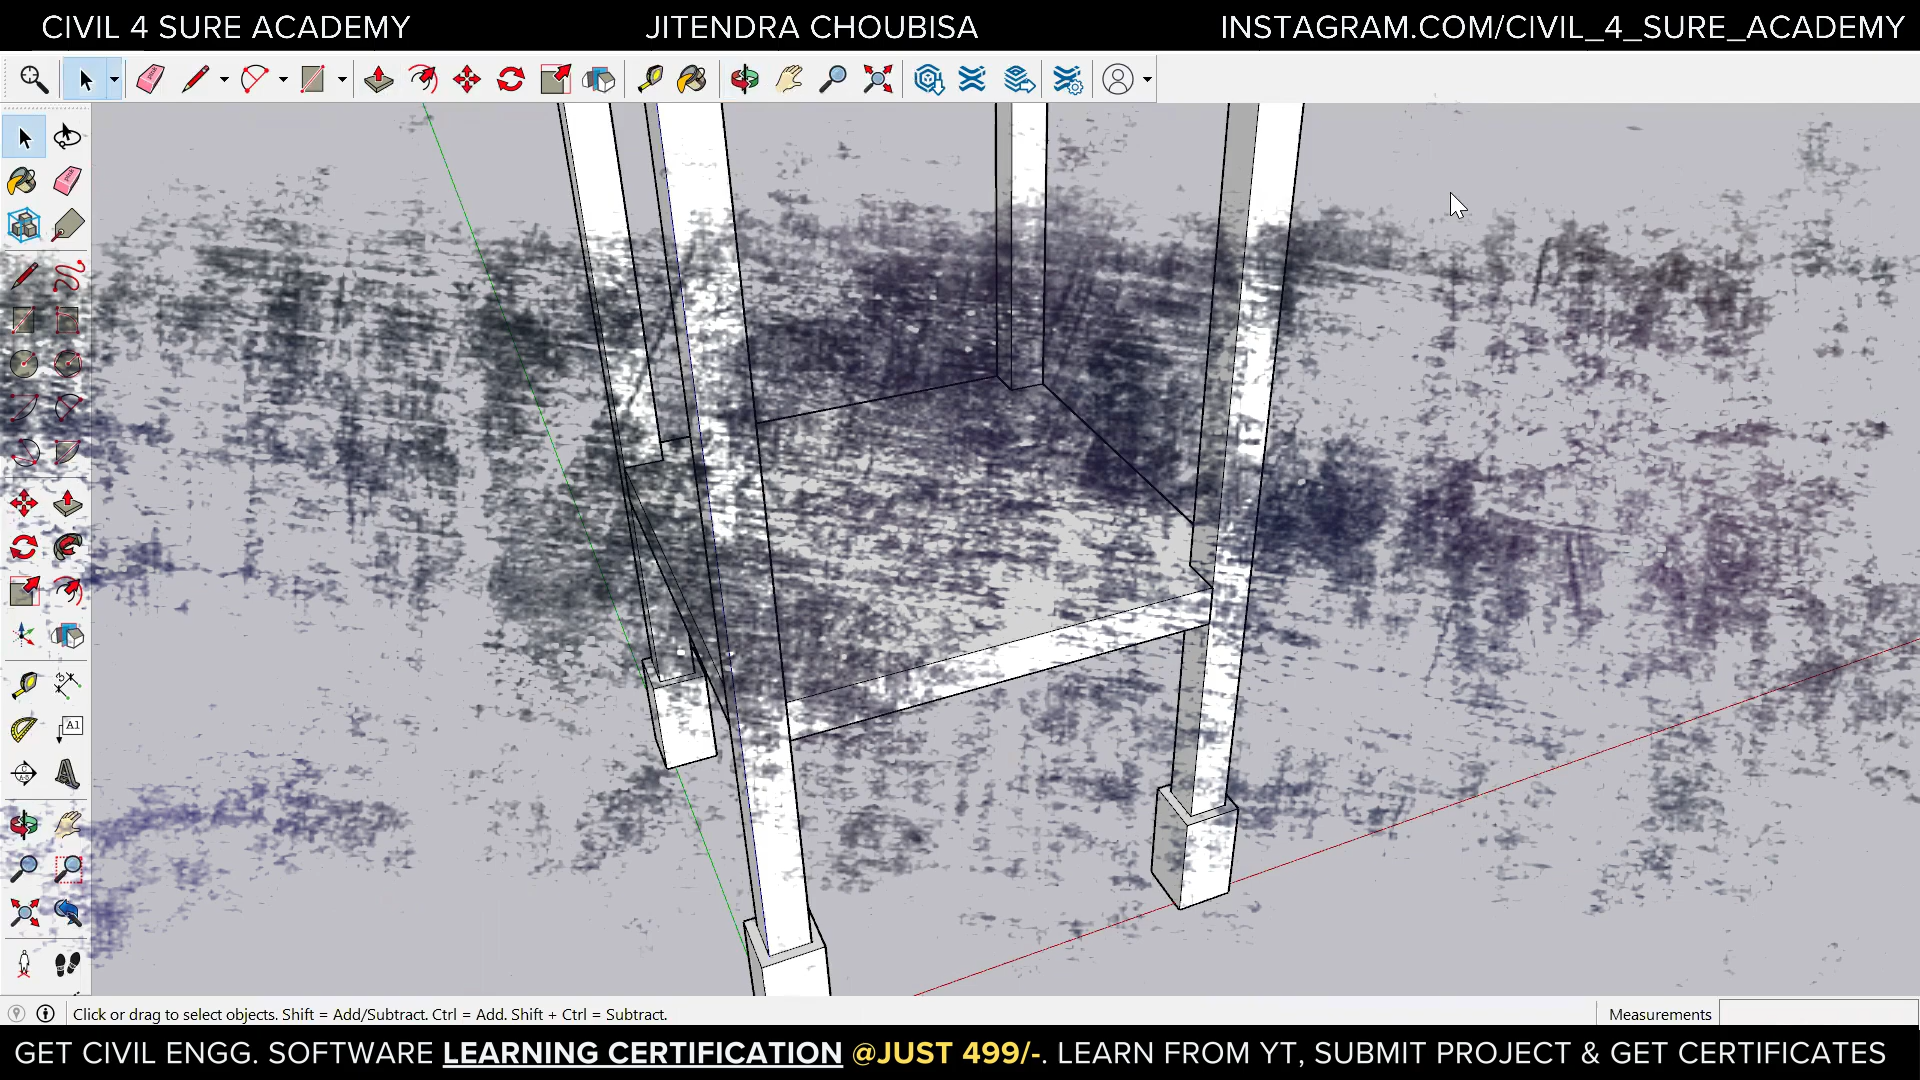 CIVIL 4 SURE ACADEMY
JITENDRA CHOUBISA
INSTAGRAM.COM/CIVIL_4_SURE_ACADEMY
A1
Click or drag to select objects. Shift = Add/Subtract. Ctrl = Add. Shift + Ctrl = Subtract.
Measurements
GET CIVIL ENGG. SOFTWARE LEARNING CERTIFICATION @JUST 499/-. LEARN FROM YT, SUBMIT PROJECT & GET CERTIFICATES